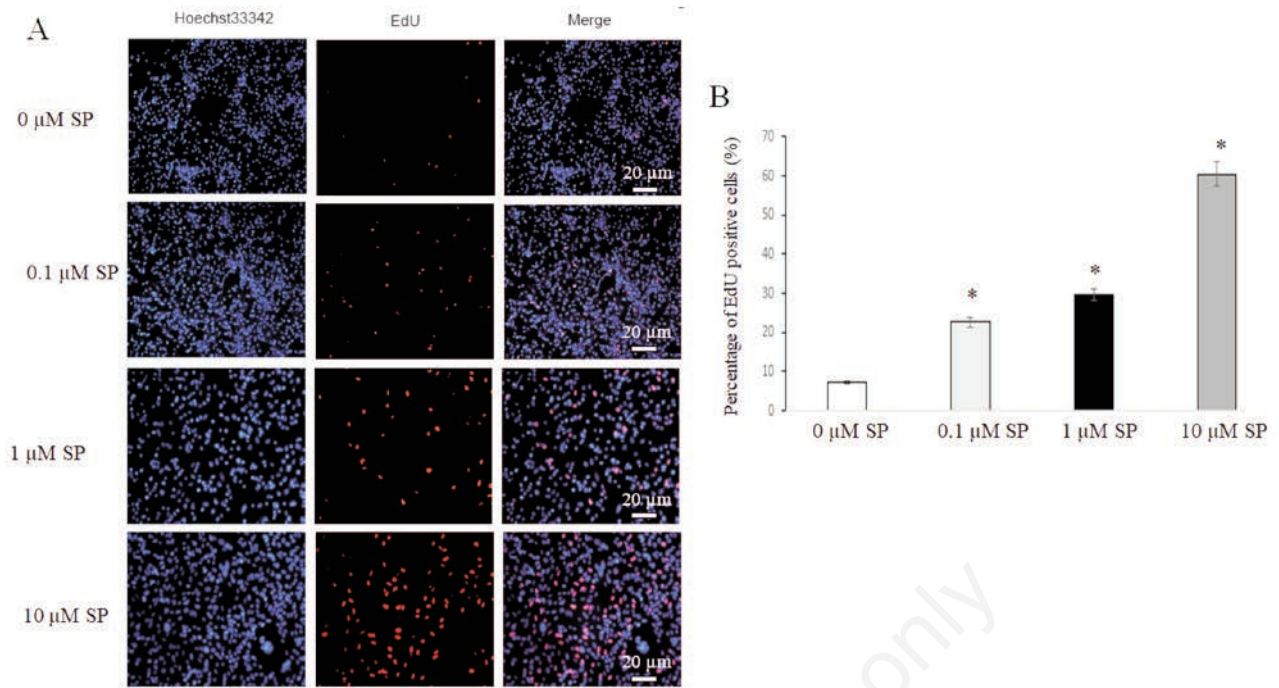 A
Hoechst33342
EdU
Merge
0 µM SP
20 µm
0.1 µM SP
20 µm
1 µM SP
20 µm
10 µM SP
20 µm
B
Percentage of EdU positive cells (%)
70
60
50
40
30
20
10
0
*
*
*
0 µM SP
0.1 µM SP
1 µM SP
10 µM SP
only